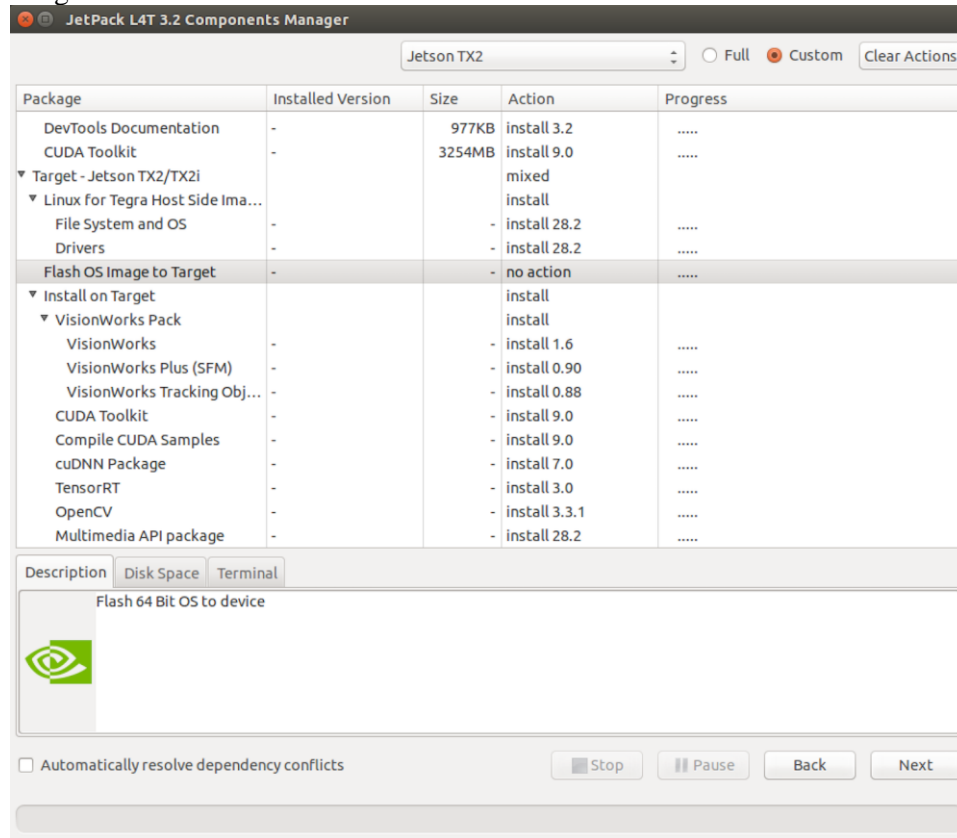 JetPack L4T 3.2 Components Manager
Jetson TX2 Full Custom Clear Actions
Package Installed Version Size Action Progress
DevTools Documentation - 977KB install 3.2 .....
CUDA Toolkit - 3254MB install 9.0 .....
Target - Jetson TX2/TX2i mixed
Linux for Tegra Host Side Ima... install
File System and OS - - install 28.2 .....
Drivers - - install 28.2 .....
Flash OS Image to Target - - no action .....
Install on Target install
VisionWorks Pack install
VisionWorks - - install 1.6 .....
VisionWorks Plus (SFM) - - install 0.90 .....
VisionWorks Tracking Obj... - - install 0.88 .....
CUDA Toolkit - - install 9.0 .....
Compile CUDA Samples - - install 9.0 .....
cuDNN Package - - install 7.0 .....
TensorRT - - install 3.0 .....
OpenCV - - install 3.3.1 .....
Multimedia API package - - install 28.2 .....
Description Disk Space Terminal
Flash 64 Bit OS to device
Automatically resolve dependency conflicts Stop Pause Back Next